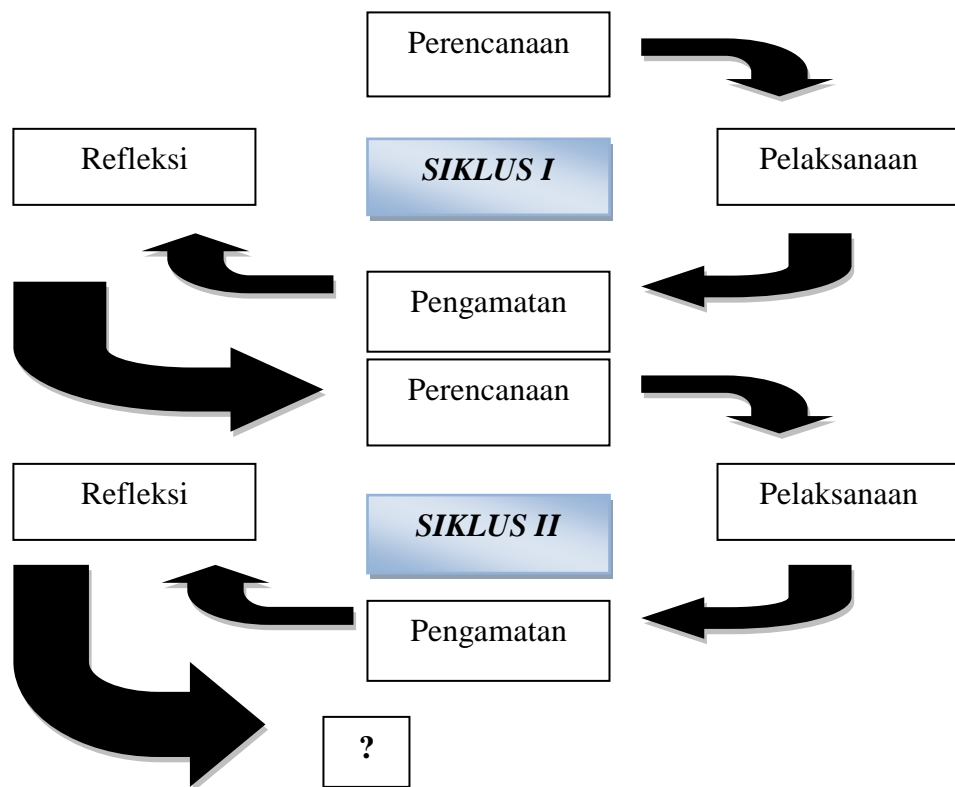 Perencanaan
Refleksi
SIKLUS I
Pelaksanaan
Pengamatan
Perencanaan
Refleksi
SIKLUS II
Pelaksanaan
Pengamatan
?